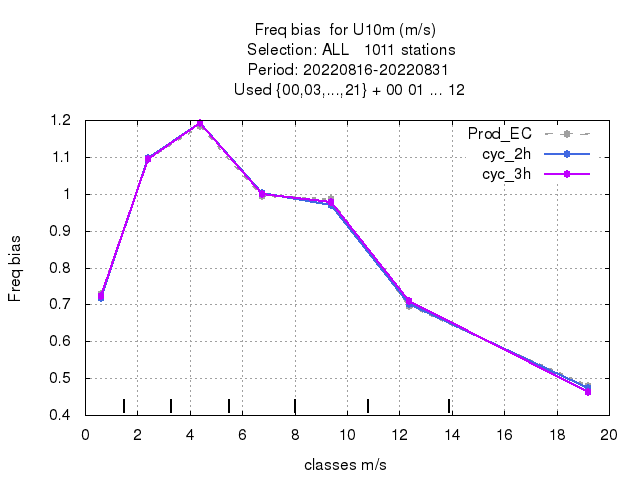 Freq bias  for U10m (m/s)
Selection: ALL   1011 stations
Period: 20220816-20220831
Used {00,03,...,21} + 00 01 ... 12
Prod_EC
cyc_2h
cyc_3h
Freq bias
1.2
1.1
1
0.9
0.8
0.7
0.6
0.5
0.4
0 2 4 6 8 10 12 14 16 18 20
classes m/s